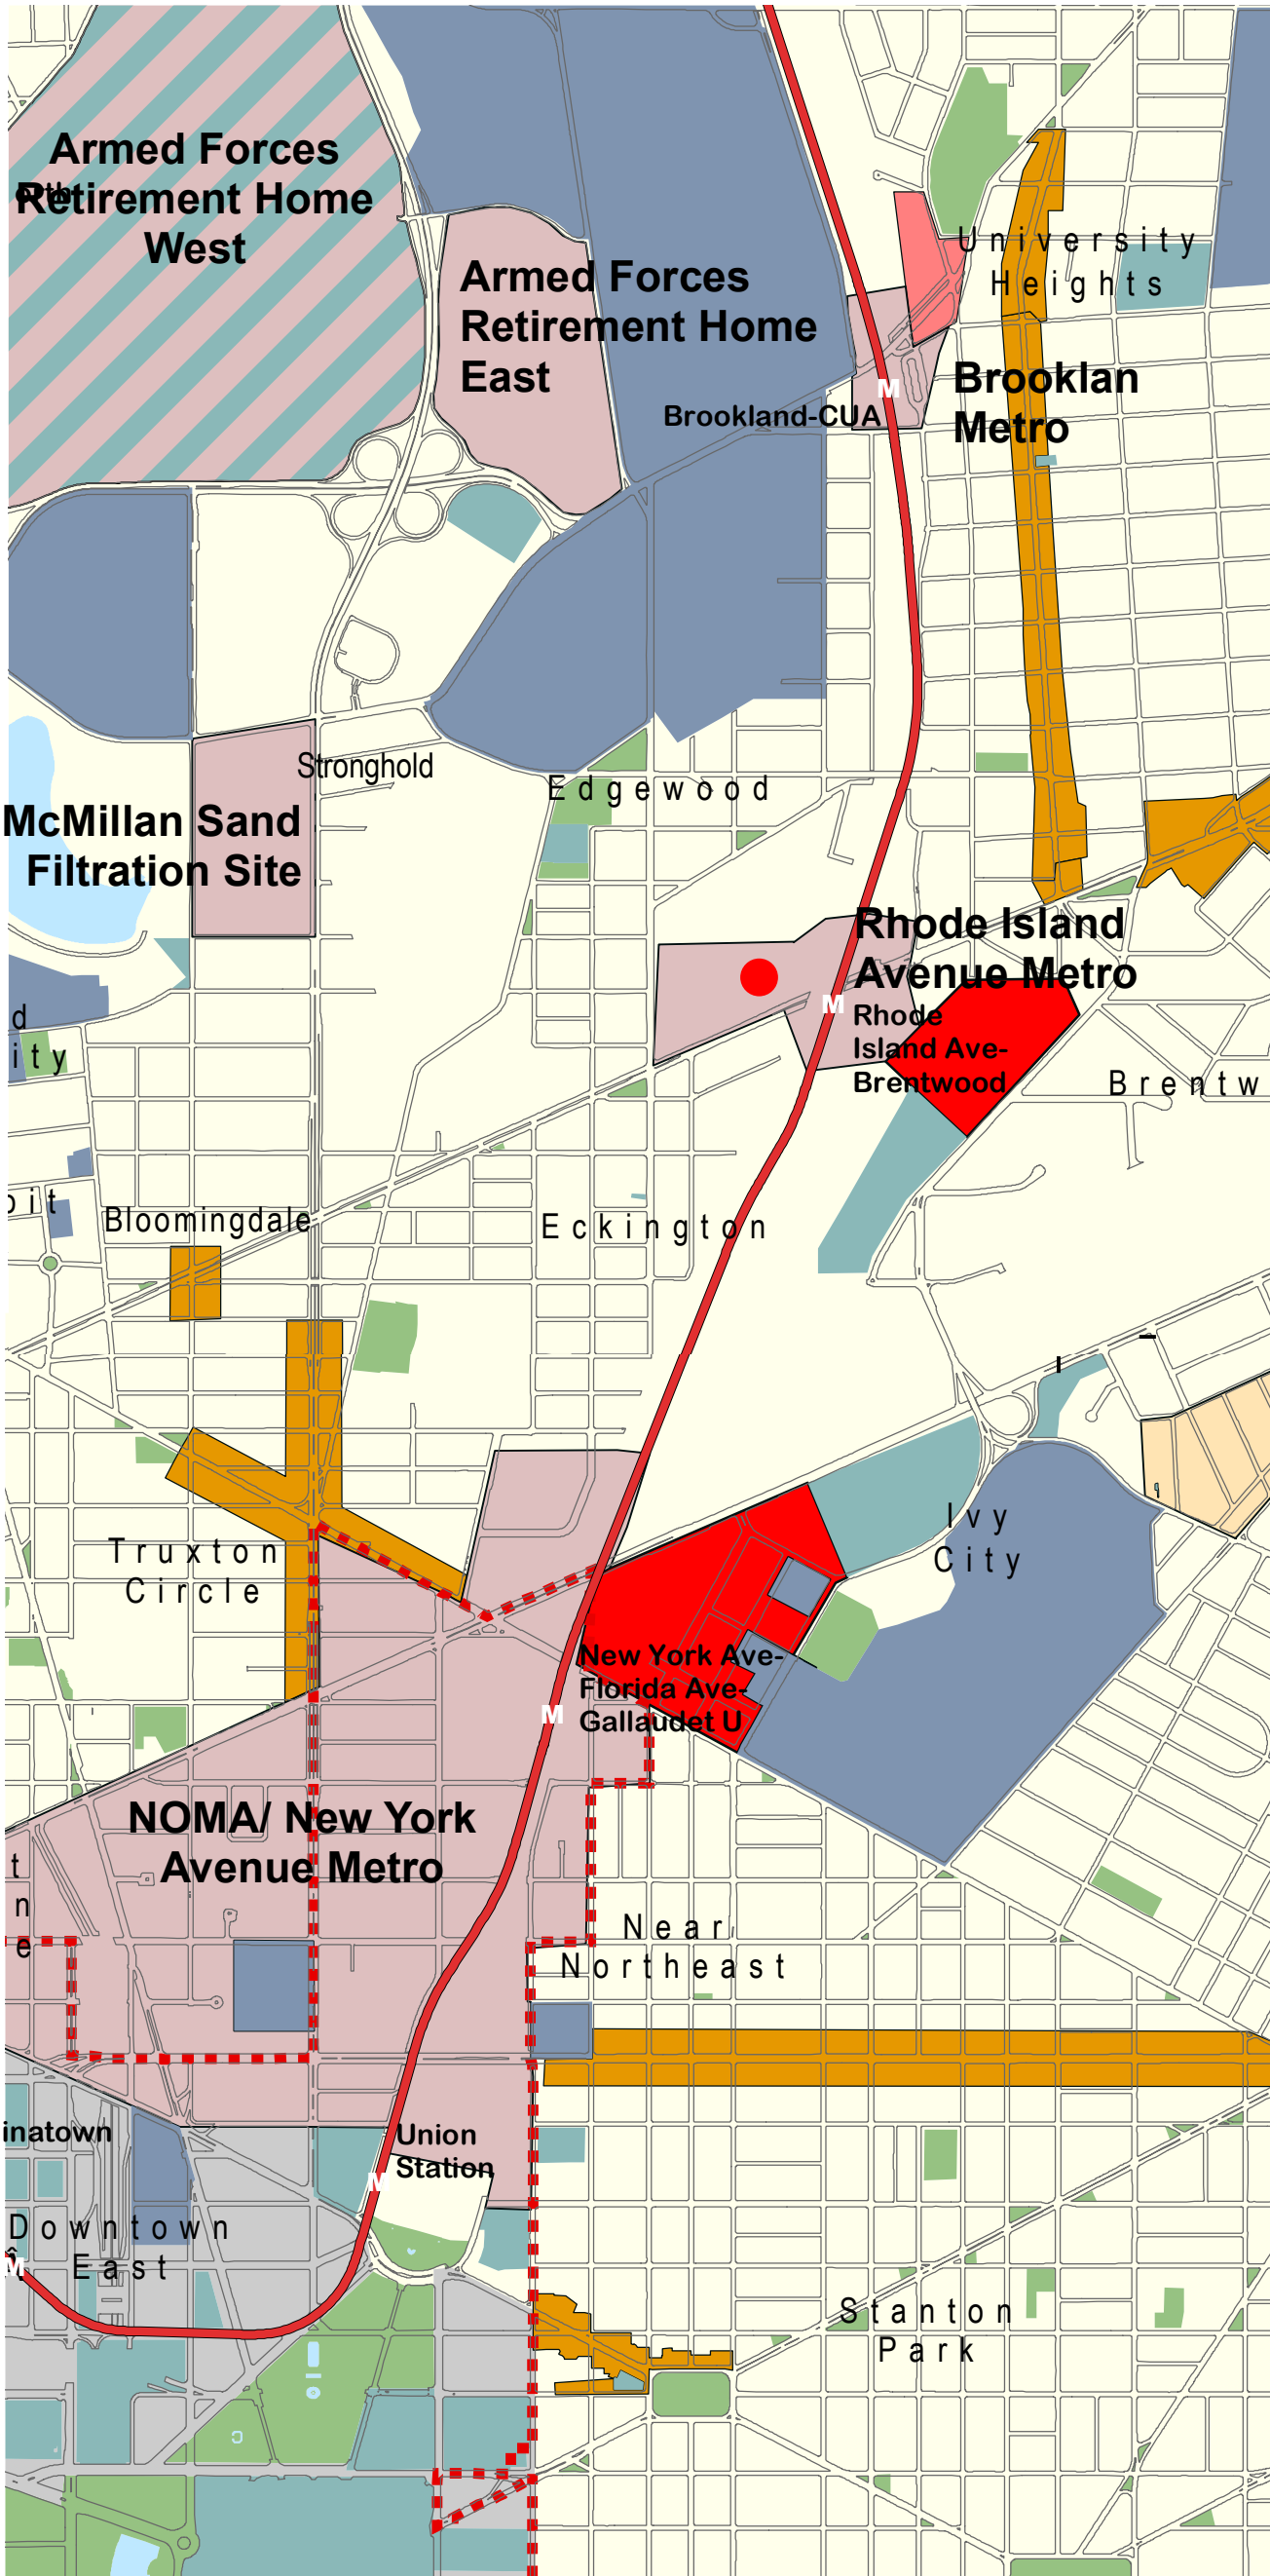 Armed Forces
Retirement Home
West
Armed Forces
Retirement Home
East
University
Heights
Brooklan
Metro
Brookland-CUA
M
Stronghold
Edgewood
McMillan Sand
Filtration Site
Rhode Island
Avenue Metro
M
Rhode
Island Ave-
Brentwood
Brentw
d
ity
Bloomingdale
Eckington
oit
Ivy
City
Truxton
Circle
New York Ave-
Florida Ave-
Gallaudet U
M
NOMA/ New York
Avenue Metro
t
n
e
Near
Northeast
inatown
Union
Station
M
Downtown
East
M
Stanton
Park